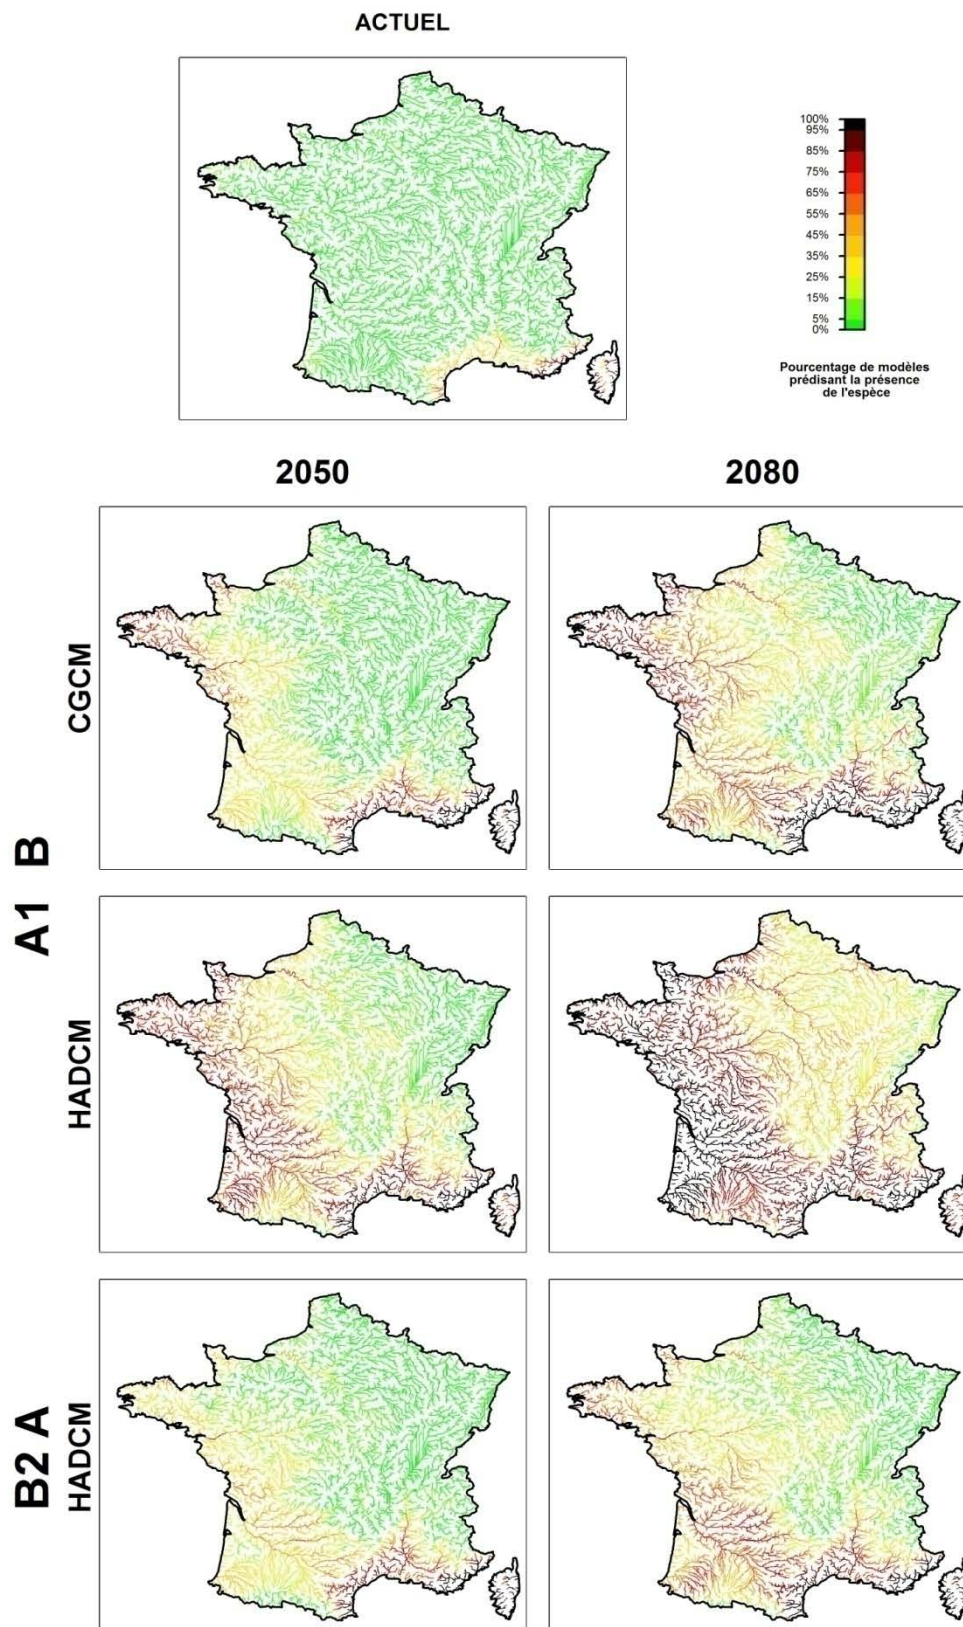 ACTUEL
100%
95%
85%
75%
65%
55%
45%
35%
25%
15%
5%
0%
Pourcentage de modèles
prédisant la présence
de l'espèce
2050
2080
A1 B
CGCM
HADCM
B2 A
HADCM